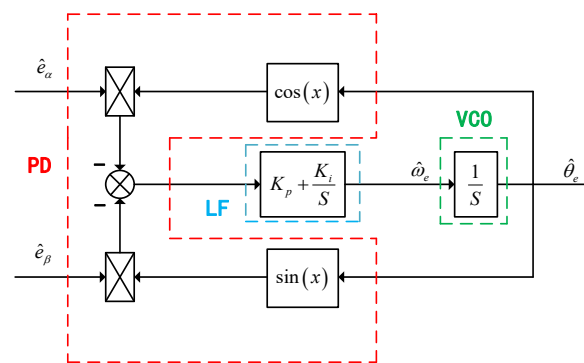 ê_α
cos(x)
VCO
−
PD
LF
K_p + K_i/S
ω̂_e
1/S
θ̂_e
−
ê_β
sin(x)